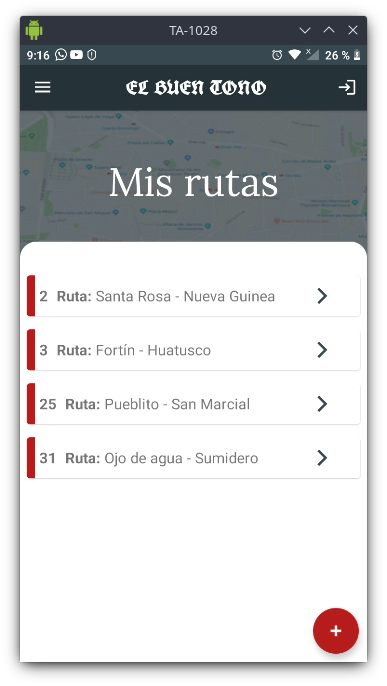 TA-1028
9:16
26 %
EL BUEN TONO
Mis rutas
2 Ruta: Santa Rosa - Nueva Guinea
3 Ruta: Fortín - Huatusco
25 Ruta: Pueblito - San Marcial
31 Ruta: Ojo de agua - Sumidero
+